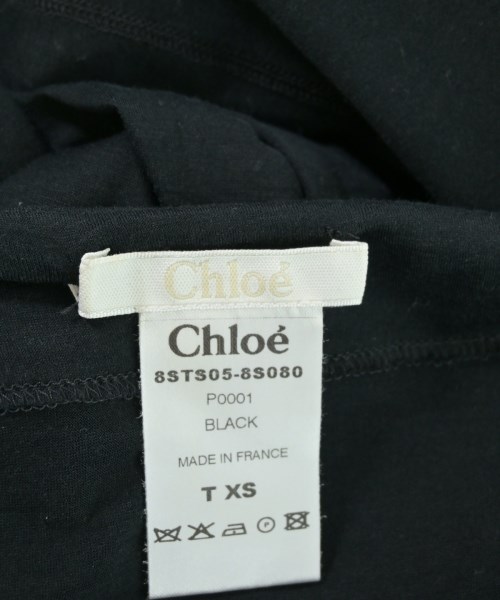 Chloé
Chloé
8STS05-8S080
P0001
BLACK
MADE IN FRANCE
T XS